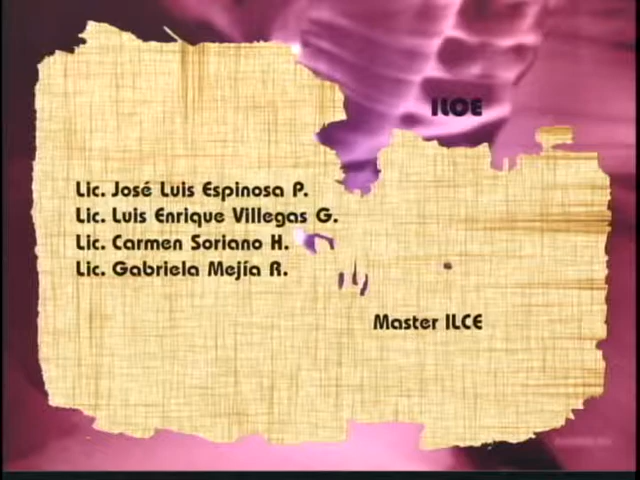 ILCE
Lic. José Luis Espinosa P.
Lic. Luis Enrique Villegas G.
Lic. Carmen Soriano H.
Lic. Gabriela Mejía R.
Master ILCE